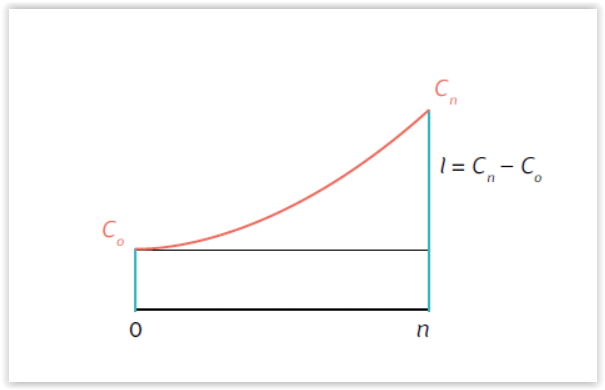 Cn
I = Cn – Co
Co
0
n